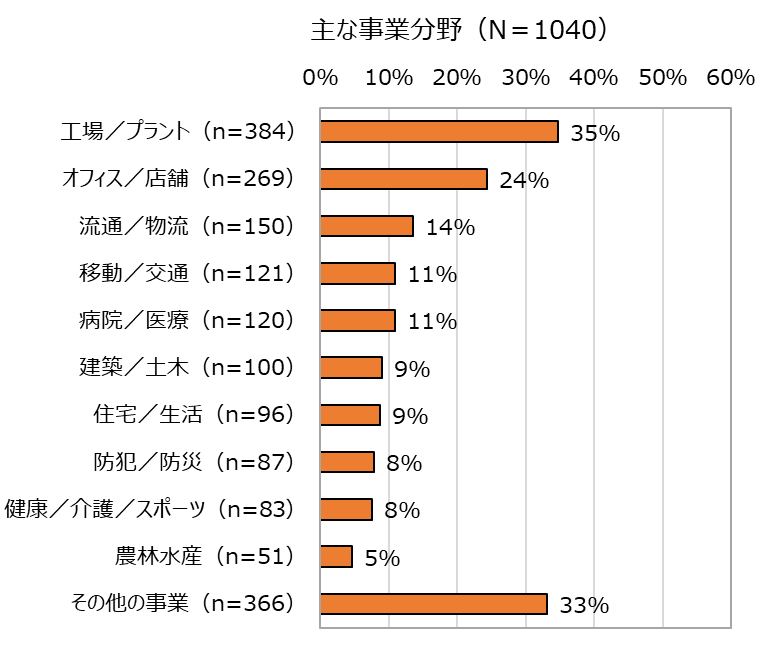 主な事業分野（N＝1040）
0% 10% 20% 30% 40% 50% 60%
工場／プラント（n=384） 35%
オフィス／店舗（n=269） 24%
流通／物流（n=150） 14%
移動／交通（n=121） 11%
病院／医療（n=120） 11%
建築／土木（n=100） 9%
住宅／生活（n=96） 9%
防犯／防災（n=87） 8%
健康／介護／スポーツ（n=83） 8%
農林水産（n=51） 5%
その他の事業（n=366） 33%